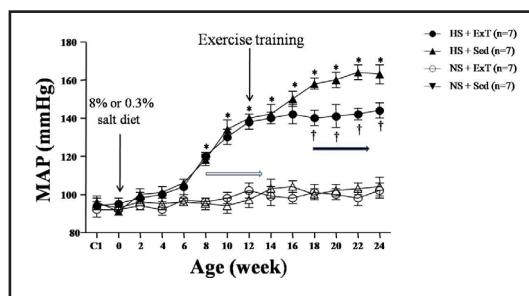 HS + ExT (n=7)
HS + Sed (n=7)
NS + ExT (n=7)
NS + Sed (n=7)
Exercise training
8% or 0.3%
salt diet
MAP (mmHg)
180
160
140
120
100
80
* * * * * * * * *
† † † †
C1 0 2 4 6 8 10 12 14 16 18 20 22 24
Age (week)